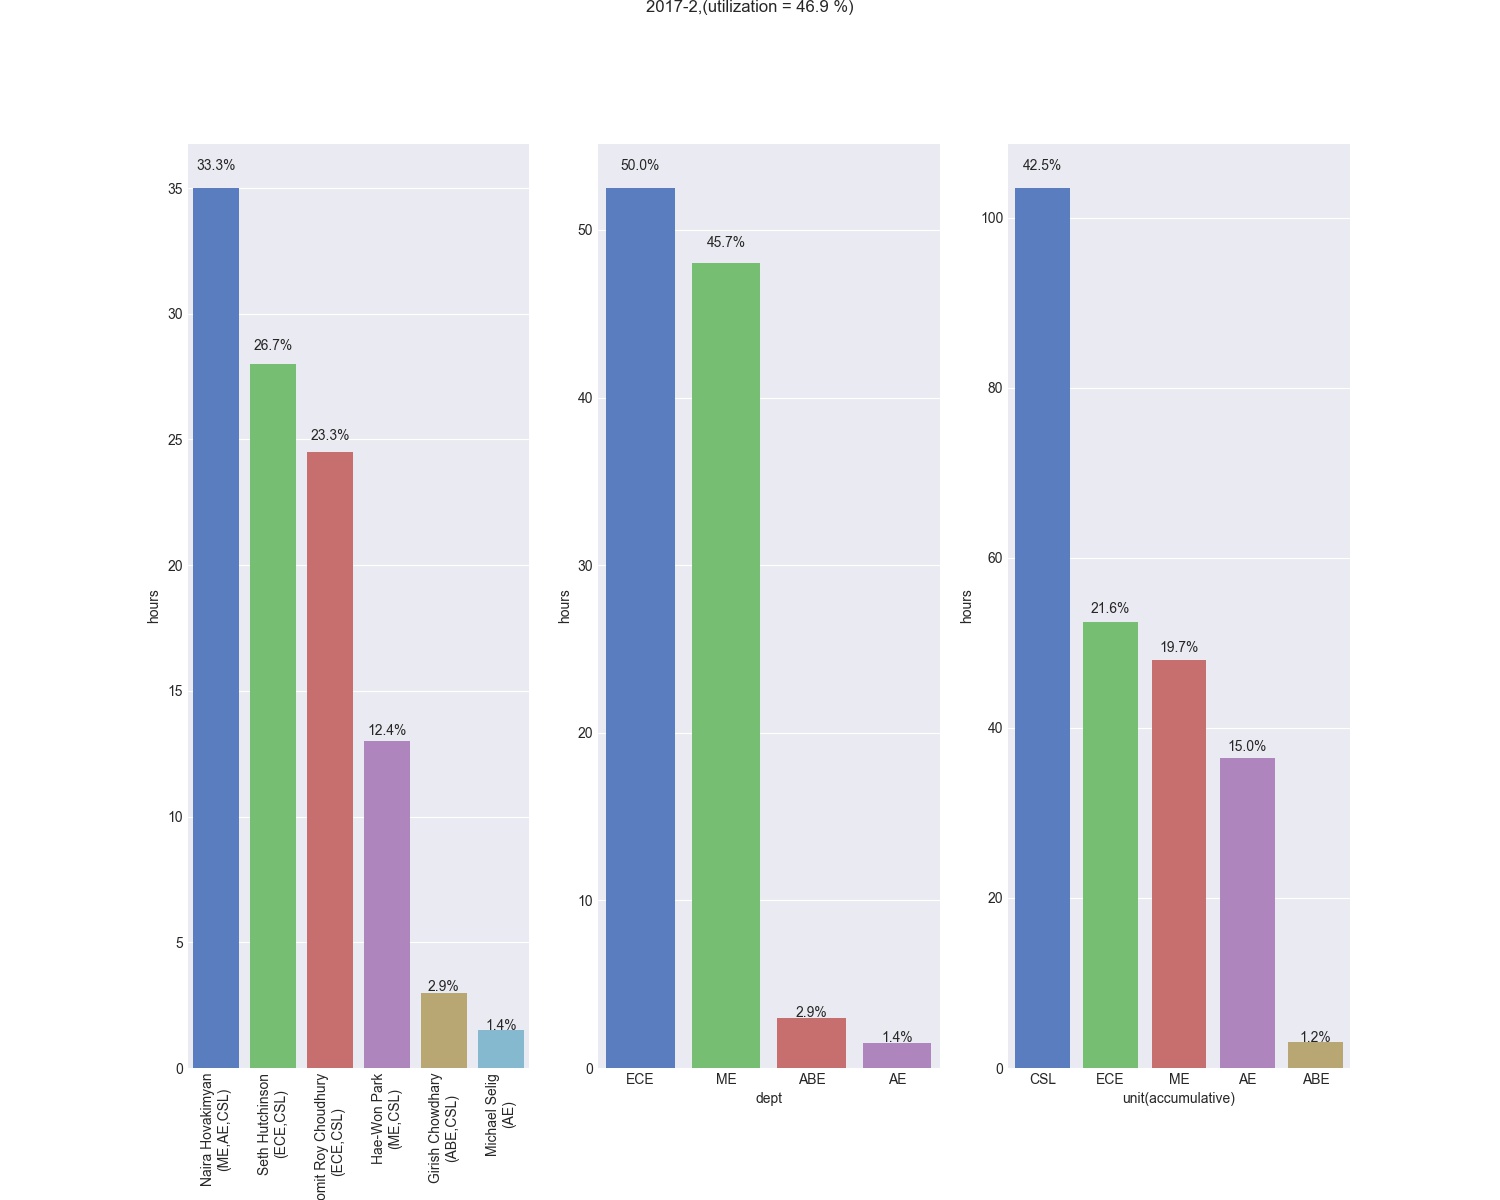 2017-2,(utilization = 46.9 %)
33.3%
26.7%
23.3%
12.4%
2.9%
1.4%
35
30
25
20
15
10
5
0
hours
Naira Hovakimyan
(ME,AE,CSL)
Seth Hutchinson
(ECE,CSL)
Roy Choudhury
(ECE,CSL)
Hae-Won Park
(ME,CSL)
Girish Chowdhary
(ABE,CSL)
Michael Selig
(AE)
50.0%
45.7%
2.9%
1.4%
50
40
30
20
10
0
hours
ECE
ME
ABE
AE
dept
42.5%
21.6%
19.7%
15.0%
1.2%
100
80
60
40
20
0
hours
CSL
ECE
ME
AE
ABE
unit(accumulative)